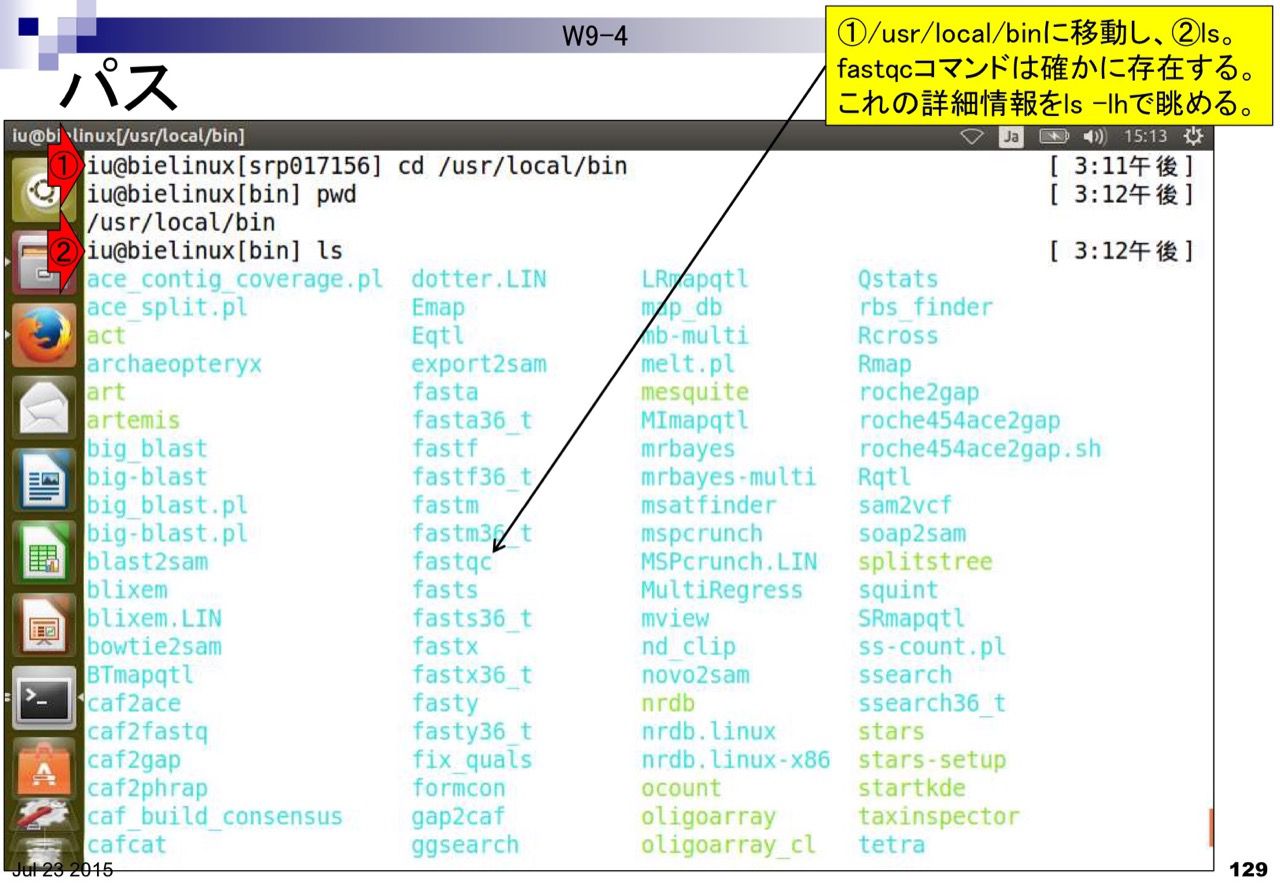 W9-4
①/usr/local/binに移動し、②ls。
fastqcコマンドは確かに存在する。
これの詳細情報をls -lhで眺める。
パス
iu@bielinux[/usr/local/bin] Ja 15:13
① iu@bielinux[srp017156] cd /usr/local/bin [ 3:11午後]
iu@bielinux[bin] pwd [ 3:12午後]
/usr/local/bin
② iu@bielinux[bin] ls [ 3:12午後]
ace_contig_coverage.pl dotter.LIN LRmapqtl Qstats
ace_split.pl Emap map_db rbs_finder
act Eqtl mb-multi Rcross
archaeopteryx export2sam melt.pl Rmap
art fasta mesquite roche2gap
artemis fasta36_t MImapqtl roche454ace2gap
big_blast fastf mrbayes roche454ace2gap.sh
big-blast fastf36_t mrbayes-multi Rqtl
big_blast.pl fastm msatfinder sam2vcf
big-blast.pl fastm36_t mspcrunch soap2sam
blast2sam fastqc MSPcrunch.LIN splitstree
blixem fasts MultiRegress squint
blixem.LIN fasts36_t mview SRmapqtl
bowtie2sam fastx nd_clip ss-count.pl
BTmapqtl fastx36_t novo2sam ssearch
caf2ace fasty nrdb ssearch36_t
caf2fastq fasty36_t nrdb.linux stars
caf2gap fix_quals nrdb.linux-x86 stars-setup
caf2phrap formcon ocount startkde
caf_build_consensus gap2caf oligoarray taxinspector
cafcat ggsearch oligoarray_cl tetra
Jul 23 2015
129